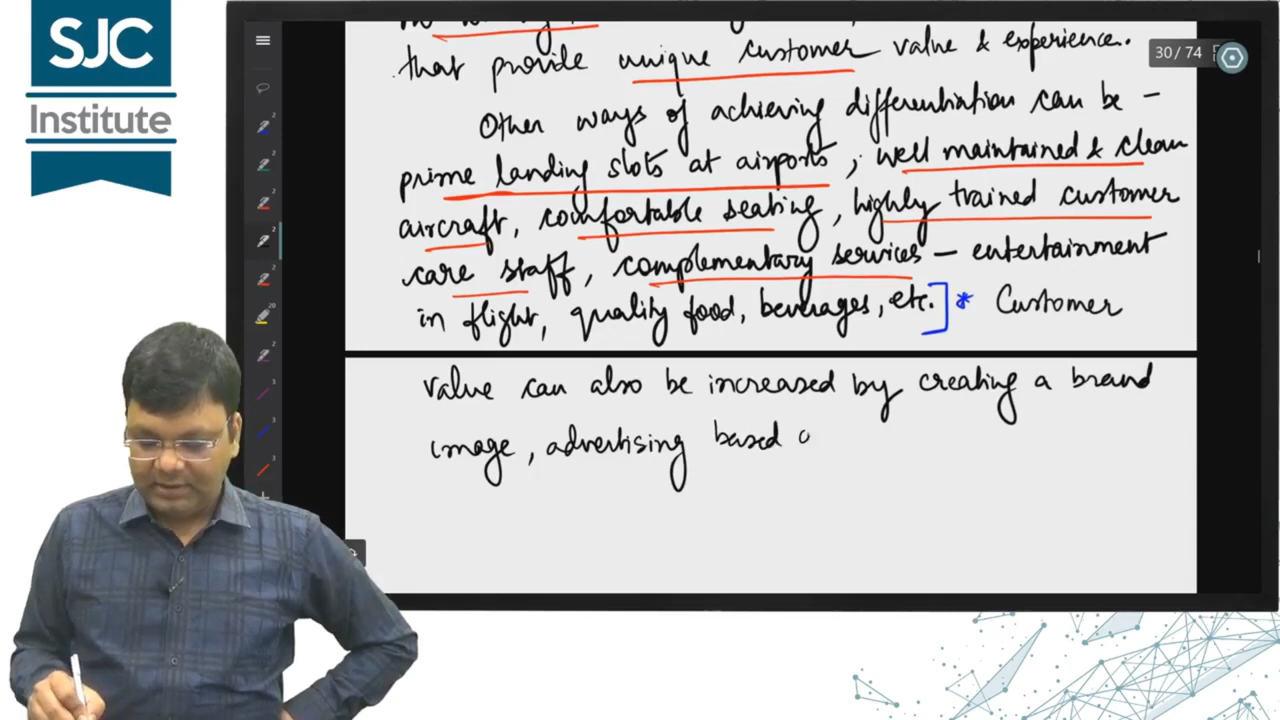 SJC
Institute
30 / 74
that provide unique customer value & experience.
Other ways of achieving differentiation can be -
prime landing slots at airports, well maintained & clean
aircraft, comfortable seating, highly trained customer
care staff, complementary services - entertainment
in flight, quality food, beverages, etc.] * Customer
value can also be increased by creating a brand
image, advertising based o